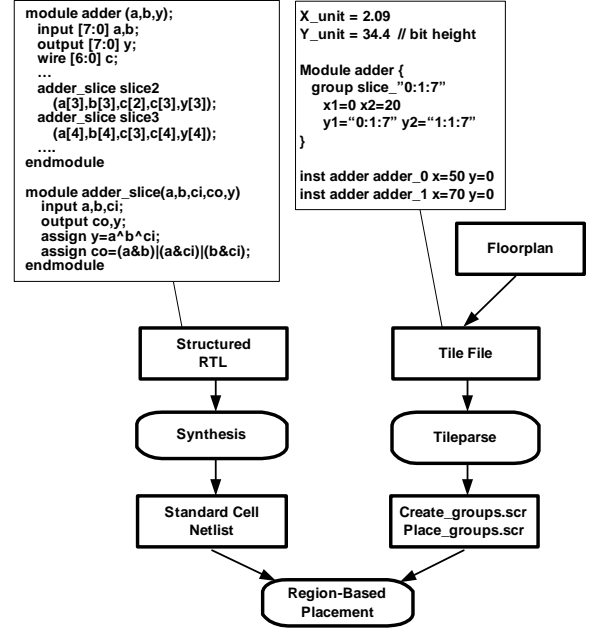 module adder (a,b,y);
input [7:0] a,b;
output [7:0] y;
wire [6:0] c;
…
adder_slice slice2
(a[3],b[3],c[2],c[3],y[3]);
adder_slice slice3
(a[4],b[4],c[3],c[4],y[4]);
….
endmodule
module adder_slice(a,b,ci,co,y)
input a,b,ci;
output co,y;
assign y=a^b^ci;
assign co=(a&b)|(a&ci)|(b&ci);
endmodule
X_unit = 2.09
Y_unit = 34.4 // bit height
Module adder {
group slice_”0:1:7”
x1=0 x2=20
y1=“0:1:7” y2=“1:1:7”
}
inst adder adder_0 x=50 y=0
inst adder adder_1 x=70 y=0
Floorplan
Structured
RTL
Tile File
Synthesis
Tileparse
Standard Cell
Netlist
Create_groups.scr
Place_groups.scr
Region-Based
Placement